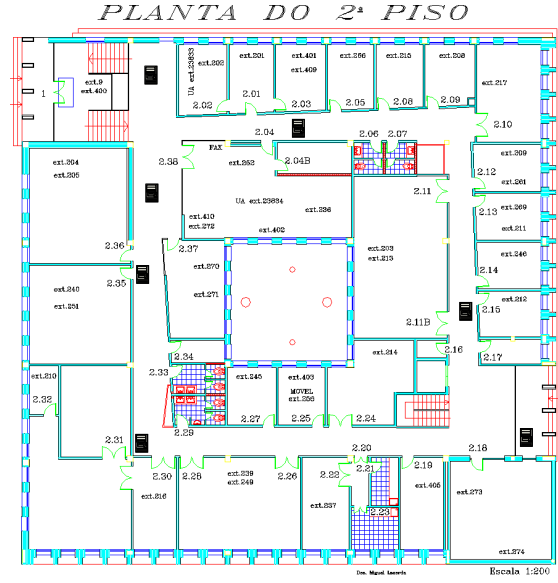 PLANTA DO 2ª PISO
1
ext.9
ext.400
UA ext.23833
ext.202
2.02
ext.201
2.01
ext.401
ext.409
2.03
ext.266
2.05
ext.215
2.08
ext.208
2.09
ext.217
2.10
2.04
2.06
2.07
FAX
ext.262
2.04B
2.38
ext.204
ext.205
UA ext.23834
ext.236
ext.410
ext.272
ext.402
2.11
ext.209
2.12
ext.261
2.13
ext.269
ext.211
2.36
2.37
ext.203
ext.213
ext.246
2.14
2.35
ext.270
ext.240
ext.251
ext.271
ext.212
2.15
2.11B
2.34
ext.214
2.16
2.17
2.33
ext.210
2.32
ext.245
ext.403
MOVEL
ext.256
2.29
2.27
2.25
2.24
2.31
2.20
2.18
2.30
2.28
ext.239
ext.249
2.26
2.22
2.21
2.19
ext.216
ext.237
2.23
ext.405
ext.273
ext.274
Des. Miguel Lacerda
Escala 1:200